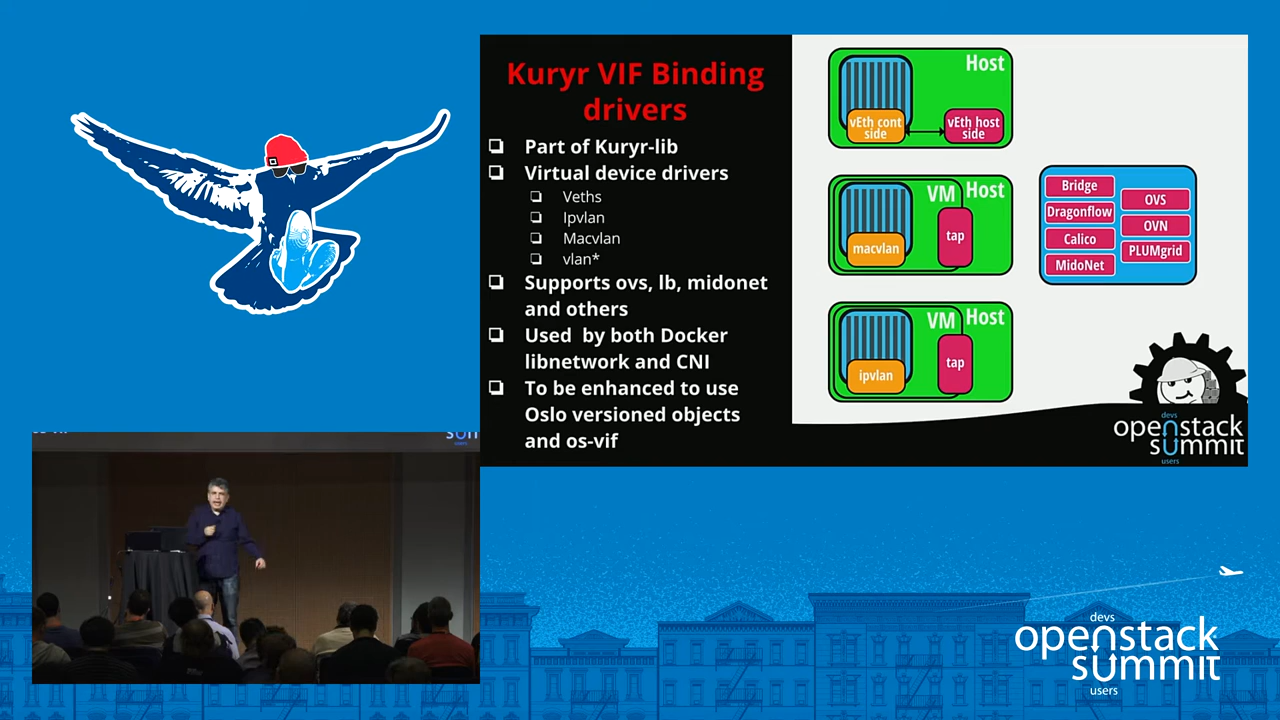 Kuryr VIF Binding
drivers
Part of Kuryr-lib
Virtual device drivers
Veths
Ipvlan
Macvlan
vlan*
Supports ovs, lb, midonet
and others
Used by both Docker
libnetwork and CNI
To be enhanced to use
Oslo versioned objects
and os-vif
Host
vEth cont
side
vEth host
side
VM Host
macvlan
tap
VM Host
ipvlan
tap
Bridge
Dragonflow
Calico
MidoNet
OVS
OVN
PLUMgrid
devs
openstack
summit
users
devs
openstack
summit
users